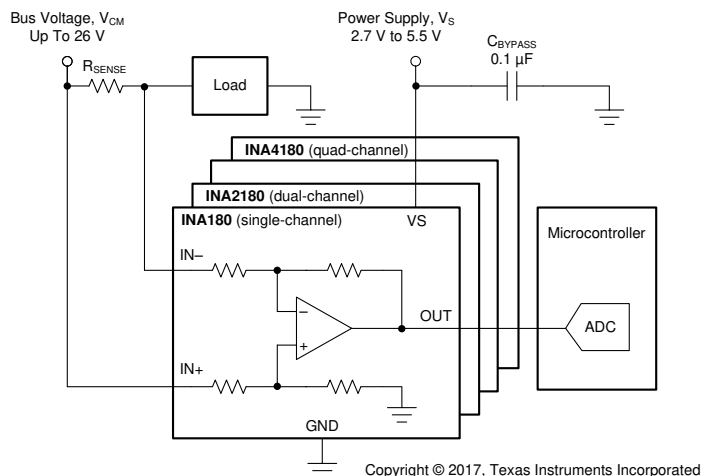 Bus Voltage, VCM
Up To 26 V
Power Supply, VS
2.7 V to 5.5 V
CBYPASS
0.1 µF
RSENSE
Load
INA4180 (quad-channel)
INA2180 (dual-channel)
INA180 (single-channel)
VS
Microcontroller
IN–
–
OUT
ADC
+
IN+
GND
Copyright © 2017, Texas Instruments Incorporated